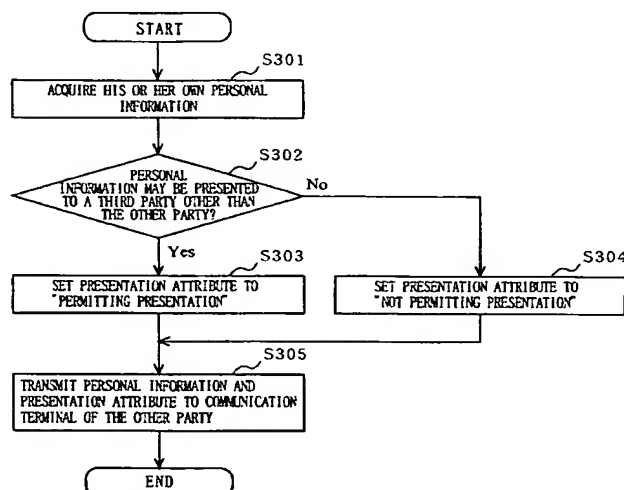 START
S301
ACQUIRE HIS OR HER OWN PERSONAL
INFORMATION
S302
PERSONAL
INFORMATION MAY BE PRESENTED
TO A THIRD PARTY OTHER THAN
THE OTHER PARTY?
No
Yes
S303
SET PRESENTATION ATTRIBUTE TO
"PERMITTING PRESENTATION"
S304
SET PRESENTATION ATTRIBUTE TO
"NOT PERMITTING PRESENTATION"
S305
TRANSMIT PERSONAL INFORMATION AND
PRESENTATION ATTRIBUTE TO COMMUNICATION
TERMINAL OF THE OTHER PARTY
END